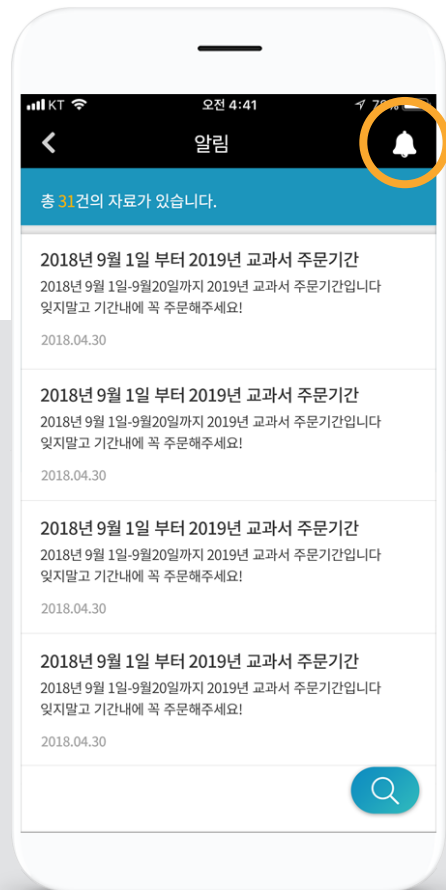 KT 오전 4:41
알림
총 31건의 자료가 있습니다.
2018년 9월 1일 부터 2019년 교과서 주문기간
2018년 9월 1일-9월20일까지 2019년 교과서 주문기간입니다
잊지말고 기간내에 꼭 주문해주세요!
2018.04.30
2018년 9월 1일 부터 2019년 교과서 주문기간
2018년 9월 1일-9월20일까지 2019년 교과서 주문기간입니다
잊지말고 기간내에 꼭 주문해주세요!
2018.04.30
2018년 9월 1일 부터 2019년 교과서 주문기간
2018년 9월 1일-9월20일까지 2019년 교과서 주문기간입니다
잊지말고 기간내에 꼭 주문해주세요!
2018.04.30
2018년 9월 1일 부터 2019년 교과서 주문기간
2018년 9월 1일-9월20일까지 2019년 교과서 주문기간입니다
잊지말고 기간내에 꼭 주문해주세요!
2018.04.30